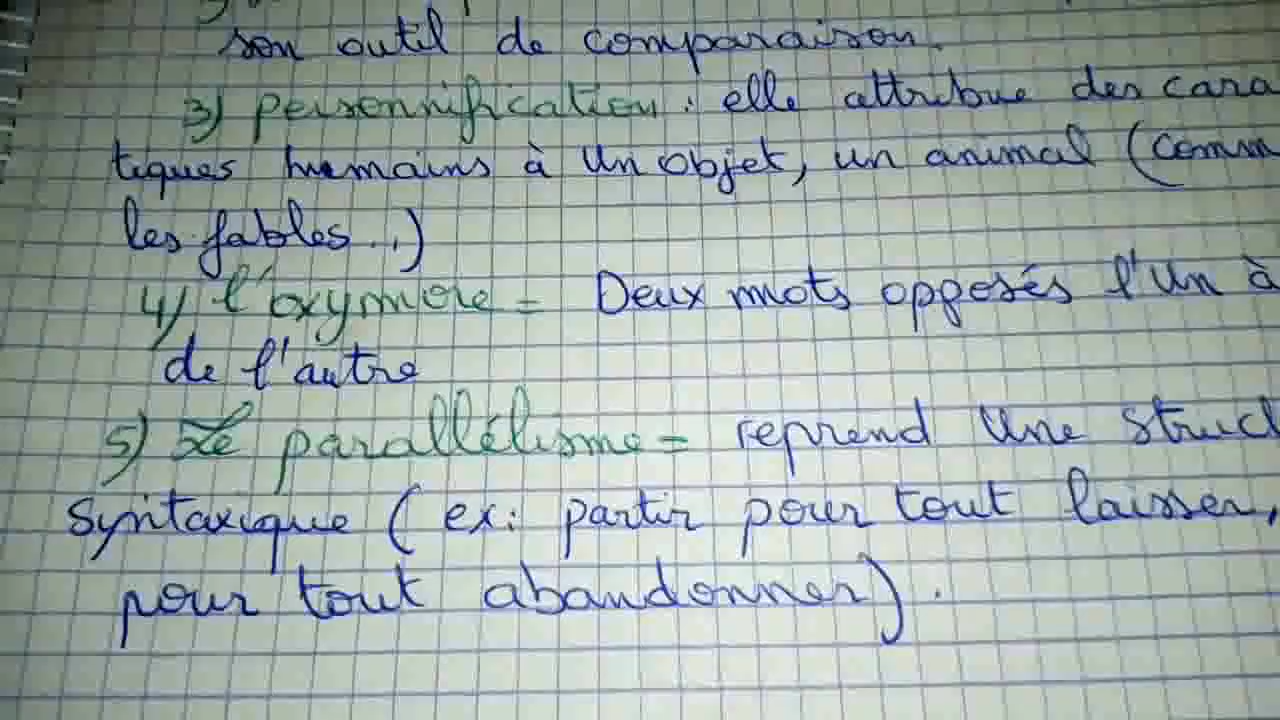 son outil de comparaison.
3) personnification : elle attribue des cara
tiques humains à un objet, un animal (comm
les fables...)
4) l'oxymore = Deux mots opposés l'un à
de l'autre
5) Le parallélisme = reprend une struct
syntaxique (ex: partir pour tout laisser,
pour tout abandonner).